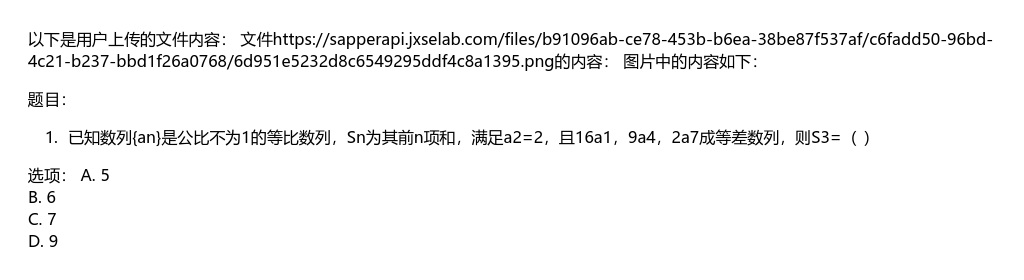 以下是用户上传的文件内容： 文件https://sapperapi.jxselab.com/files/b91096ab-ce78-453b-b6ea-38be87f537af/c6fadd50-96bd-
4c21-b237-bbd1f26a0768/6d951e5232d8c6549295ddf4c8a1395.png的内容： 图片中的内容如下：
题目：
1. 已知数列{an}是公比不为1的等比数列，Sn为其前n项和，满足a2=2，且16a1，9a4，2a7成等差数列，则S3=（ ）
选项： A. 5
B. 6
C. 7
D. 9